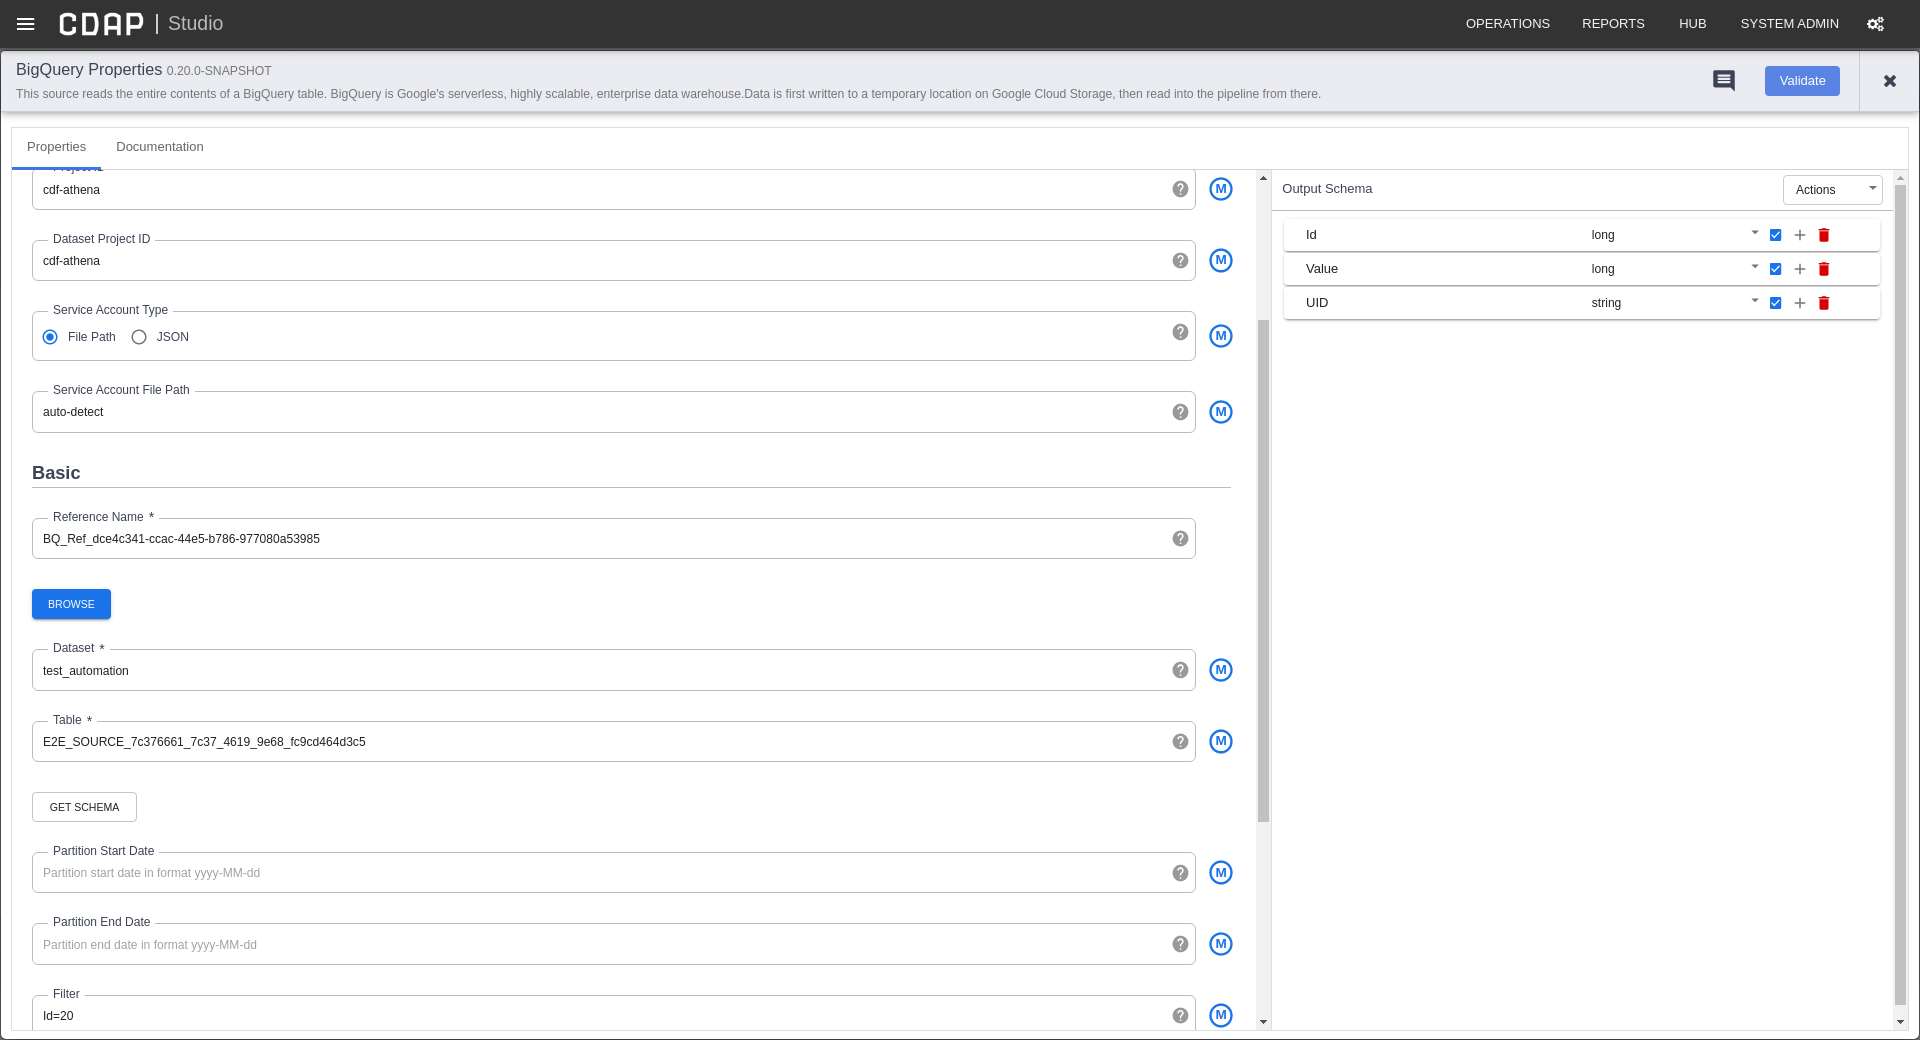 CDAP | Studio
OPERATIONS REPORTS HUB SYSTEM ADMIN
BigQuery Properties 0.20.0-SNAPSHOT
This source reads the entire contents of a BigQuery table. BigQuery is Google's serverless, highly scalable, enterprise data warehouse.Data is first written to a temporary location on Google Cloud Storage, then read into the pipeline from there.
Validate
Properties Documentation
Project ID
cdf-athena
M
Dataset Project ID
cdf-athena
M
Service Account Type
File Path JSON
M
Service Account File Path
auto-detect
M
Basic
Reference Name *
BQ_Ref_dce4c341-ccac-44e5-b786-977080a53985
BROWSE
Dataset *
test_automation
M
Table *
E2E_SOURCE_7c376661_7c37_4619_9e68_fc9cd464d3c5
M
GET SCHEMA
Partition Start Date
Partition start date in format yyyy-MM-dd
M
Partition End Date
Partition end date in format yyyy-MM-dd
M
Filter
Id=20
M
Output Schema
Actions
Id long
Value long
UID string